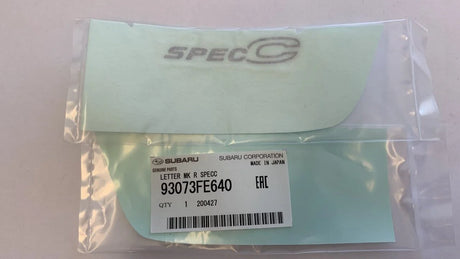 SPEC C
SUBARU SUBARU CORPORATION
GENUINE PARTS MADE IN JAPAN
LETTER MK R SPECC
93073FE640 EAC
QTY 1 200427